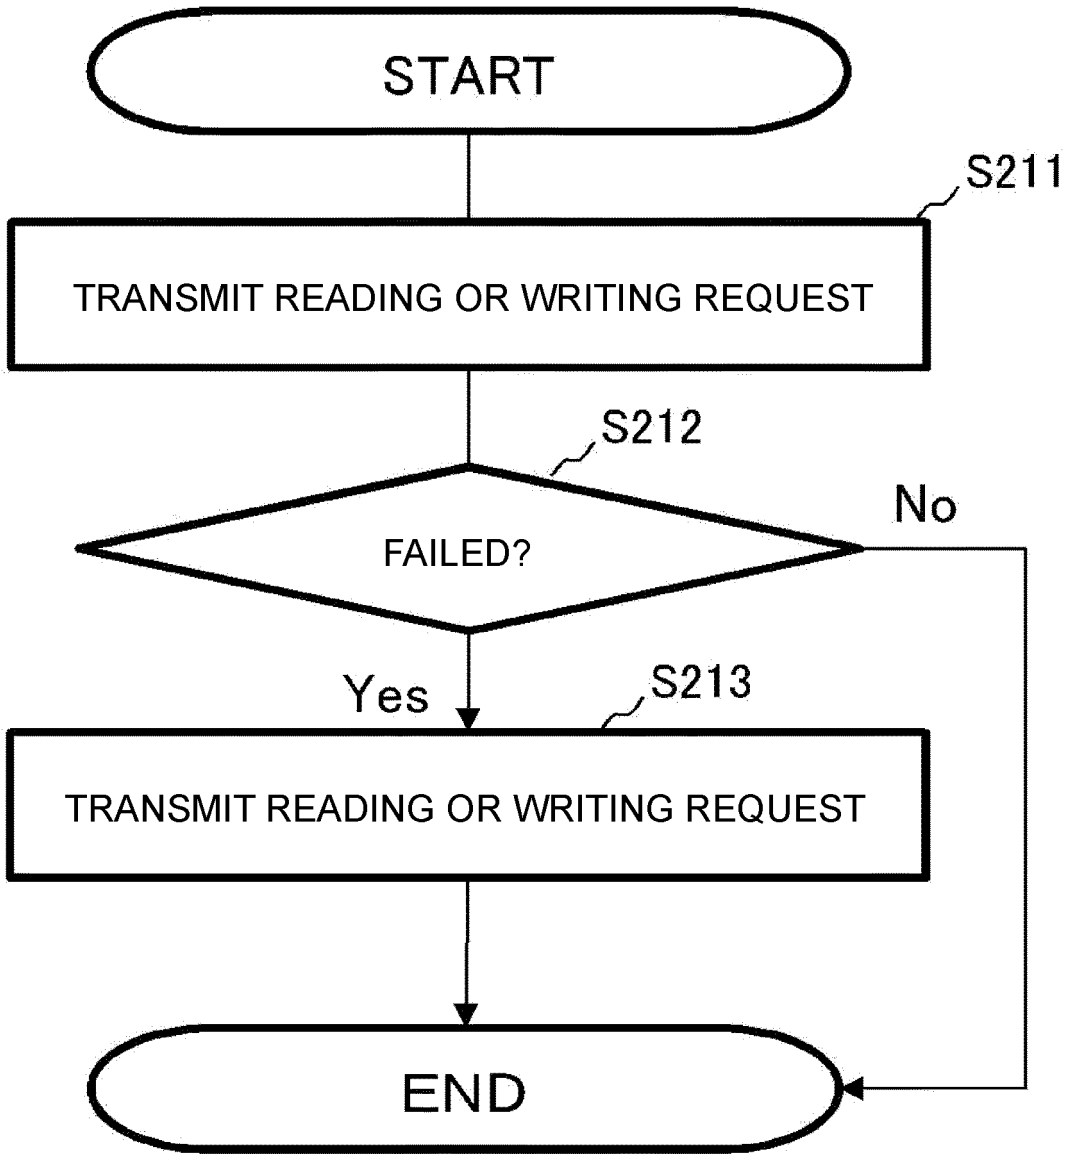 START
S211
TRANSMIT READING OR WRITING REQUEST
S212
FAILED?
No
Yes
S213
TRANSMIT READING OR WRITING REQUEST
END